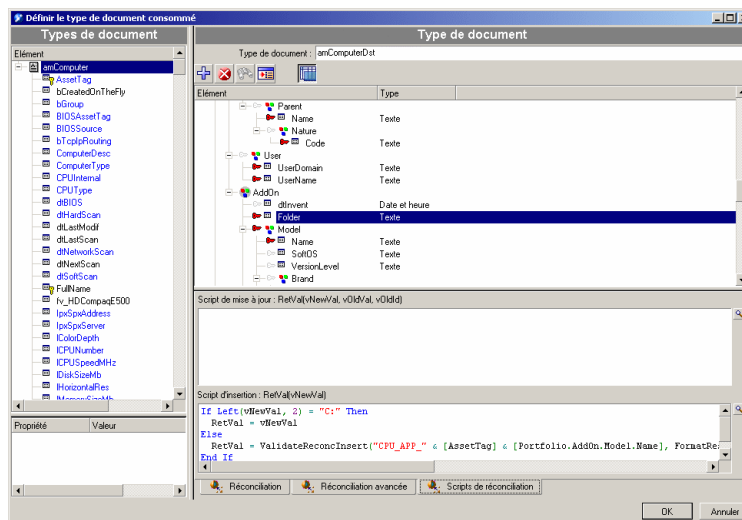 Définir le type de document consommé
Types de document
Type de document
Type de document : amComputerDst
Elément
amComputer
AssetTag
bCreatedOnTheFly
bGroup
BIOSAssetTag
BIOSSource
bTcpIpRouting
ComputerDesc
ComputerType
CPUInternal
CPUType
dtBIOS
dtHardScan
dtLastModif
dtLastScan
dtNetworkScan
dtNextScan
dtSoftScan
FullName
fv_HDCompaqE500
IpxSpxAddress
IpxSpxServer
lColorDepth
lCPUNumber
lCPUSpeedMHz
lDiskSizeMb
lHorizontalRes
lMemorySizeMb
Propriété Valeur
Elément Type
Parent
Name Texte
Nature
Code Texte
User
UserDomain Texte
UserName Texte
AddOn
dtInvent Date et heure
Folder Texte
Model
Name Texte
SoftOS Texte
VersionLevel Texte
Brand
Script de mise à jour : RetVal(vNewVal, vOldVal, vOldId)
Script d'insertion : RetVal(vNewVal)
If Left(vNewVal, 2) = "C:" Then
RetVal = vNewVal
Else
RetVal = ValidateReconcInsert("CPU_APP_" & [AssetTag] & [Portfolio.AddOn.Model.Name], FormatRe
End If
Réconciliation
Réconciliation avancée
Scripts de réconciliation
OK
Annuler